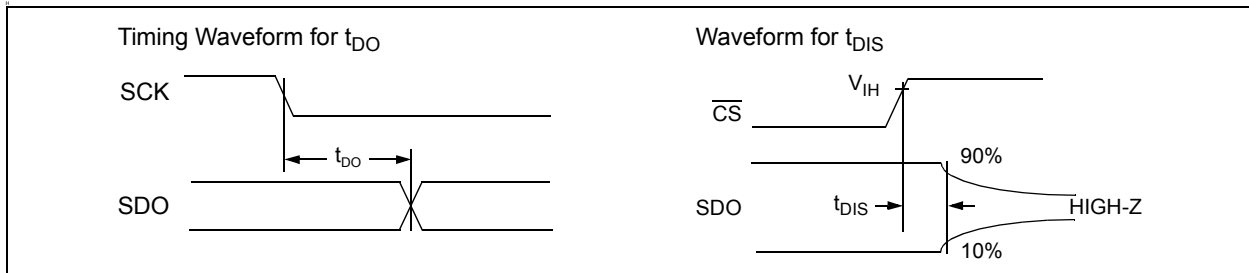 Timing Waveform for tDO
SCK
tDO
SDO
Waveform for tDIS
VIH
CS
90%
SDO
tDIS
HIGH-Z
10%